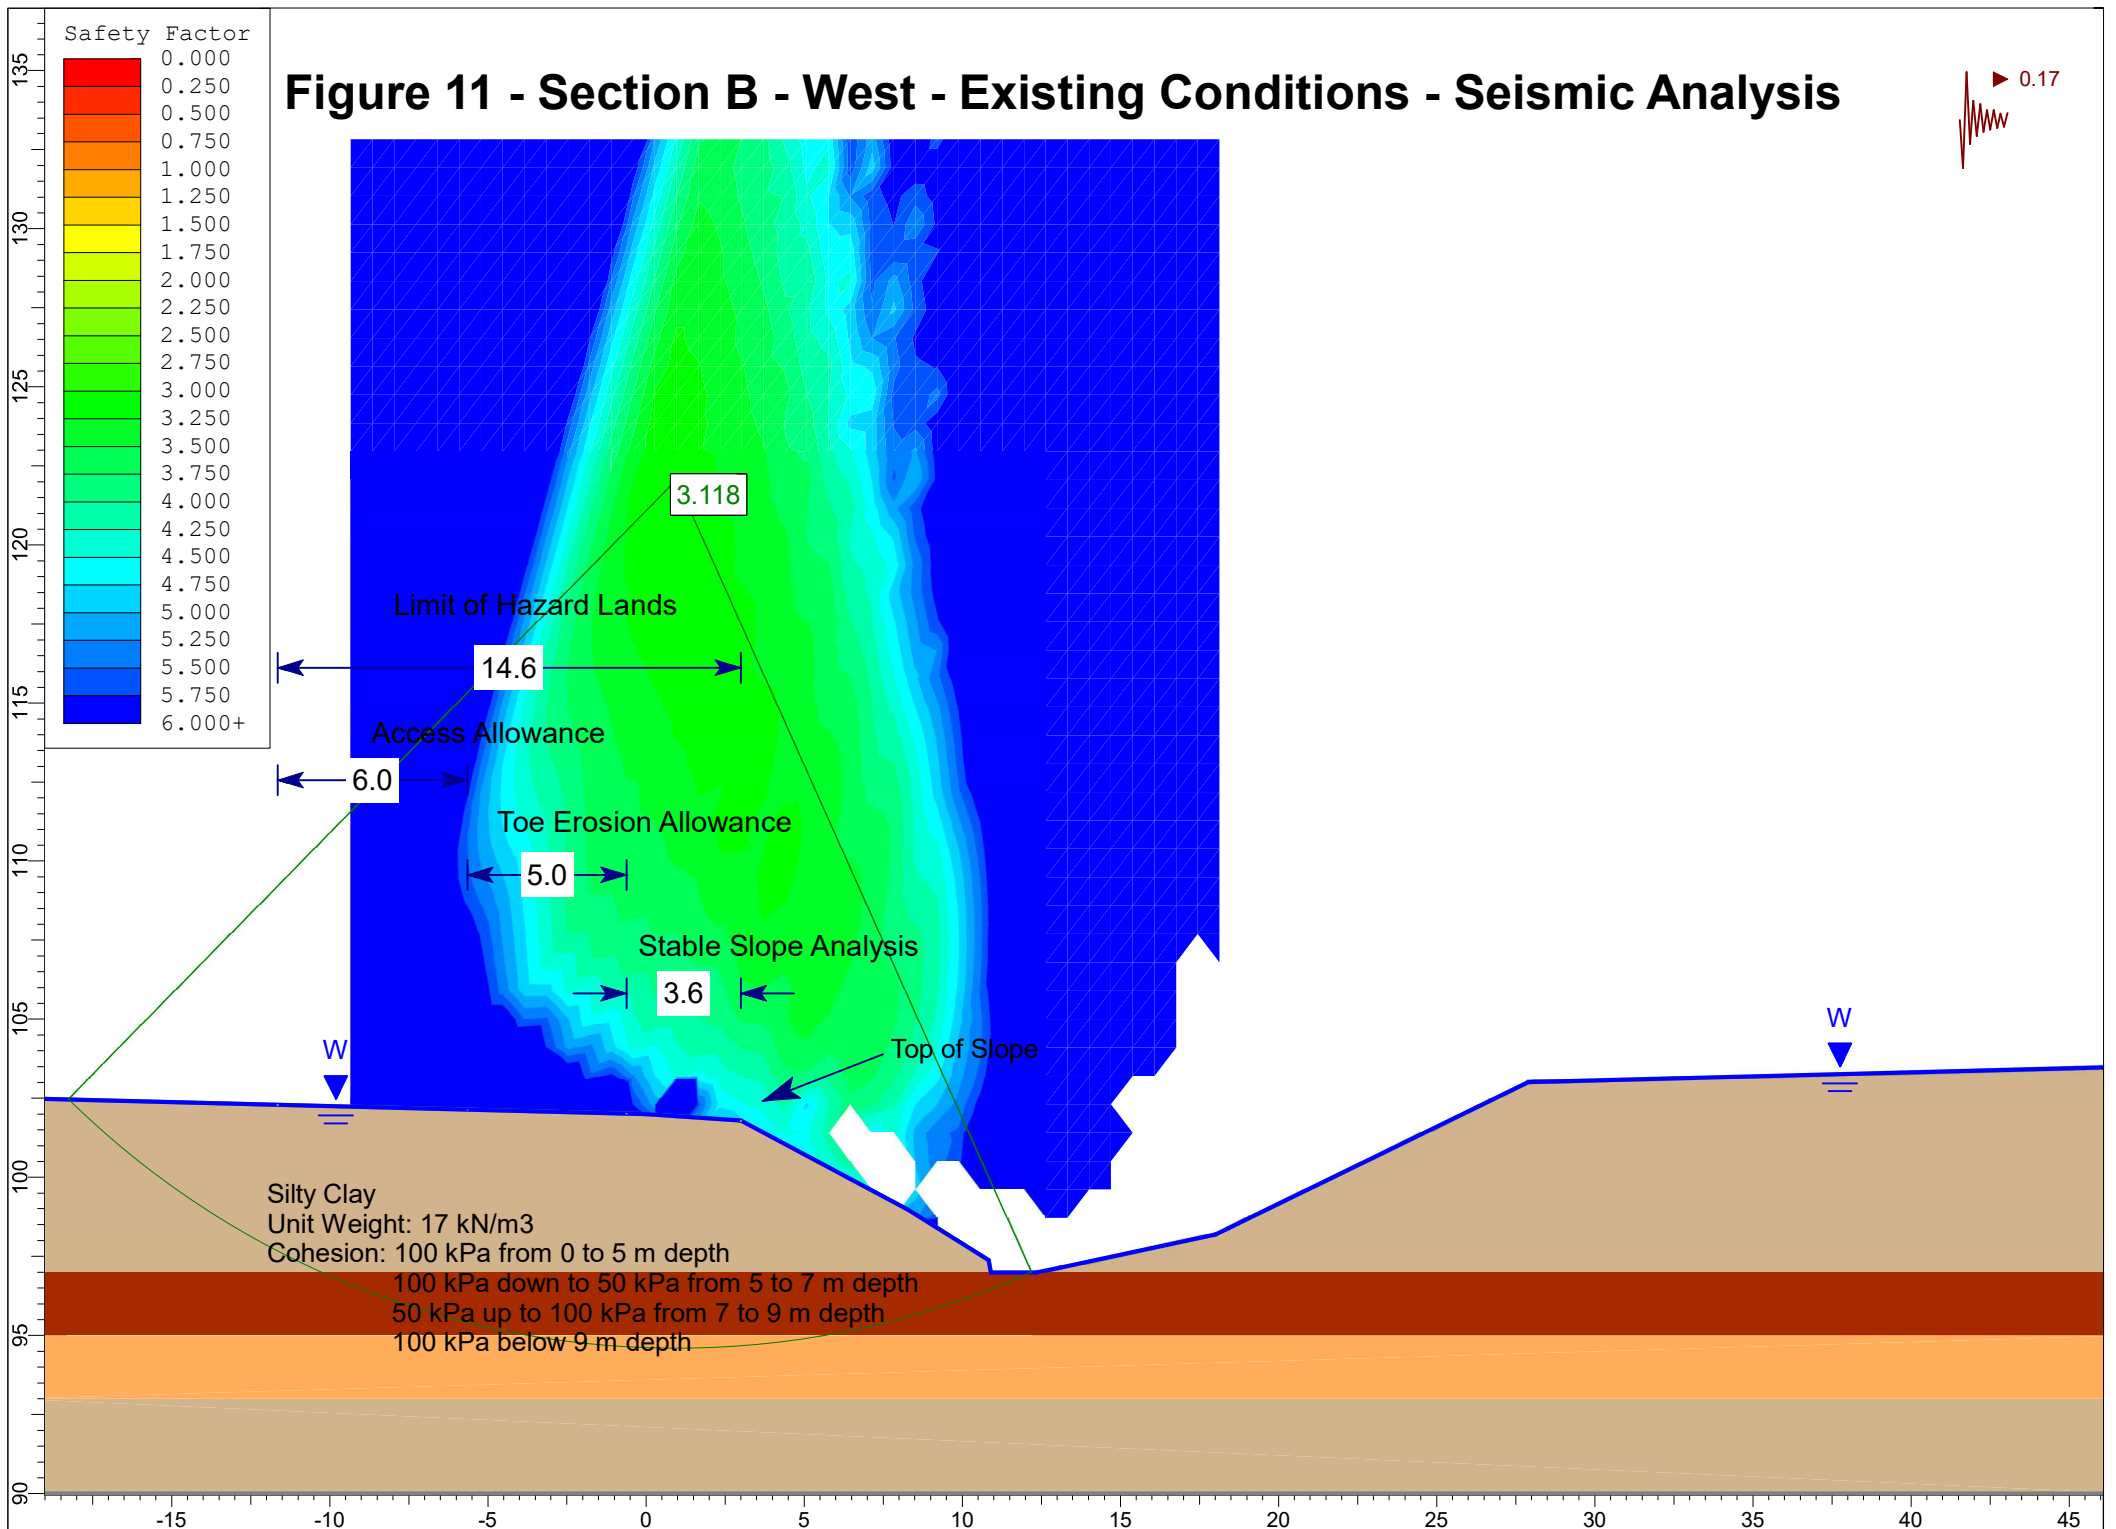 Safety Factor
0.000
0.250
0.500
0.750
1.000
1.250
1.500
1.750
2.000
2.250
2.500
2.750
3.000
3.250
3.500
3.750
4.000
4.250
4.500
4.750
5.000
5.250
5.500
5.750
6.000+
Figure 11 - Section B - West - Existing Conditions - Seismic Analysis
0.17
3.118
Limit of Hazard Lands
14.6
Access Allowance
6.0
Toe Erosion Allowance
5.0
Stable Slope Analysis
3.6
Top of Slope
W
W
Silty Clay
Unit Weight: 17 kN/m3
Cohesion: 100 kPa from 0 to 5 m depth
100 kPa down to 50 kPa from 5 to 7 m depth
50 kPa up to 100 kPa from 7 to 9 m depth
100 kPa below 9 m depth
135
130
125
120
115
110
105
100
95
90
-15 -10 -5 0 5 10 15 20 25 30 35 40 45